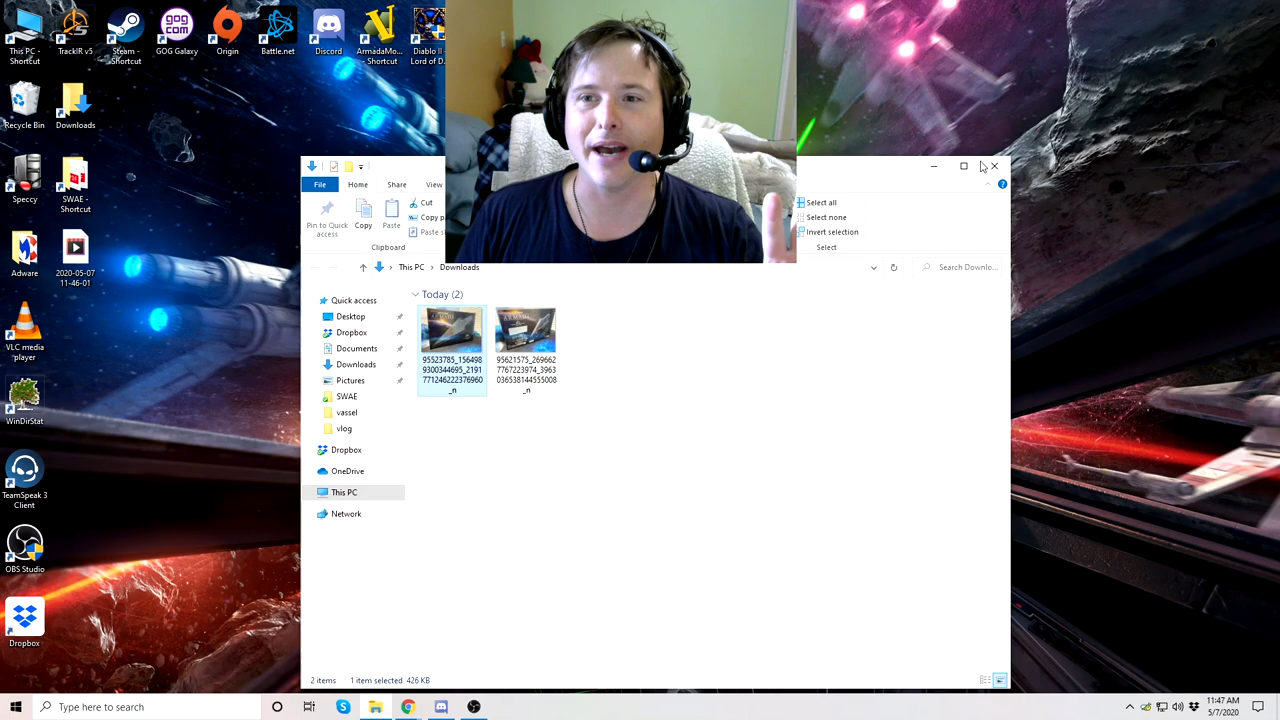 This PC -
Shortcut
TrackIR v5
Steam -
Shortcut
gog
com
GOG Galaxy
Origin
Battle.net
Discord
ArmadaMo...
- Shortcut
Diablo II -
Lord of D...
Recycle Bin
Downloads
Speccy
SWAE -
Shortcut
Adware
2020-05-07
11-46-01
VLC media
player
WinDirStat
TeamSpeak 3
Client
OBS Studio
Dropbox
File
Home
Share
View
Pin to Quick
access
Copy
Paste
Cut
Copy p
Paste s
Clipboard
Select all
Select none
Invert selection
Select
This PC
Downloads
Search Downlo...
Quick access
Desktop
Dropbox
Documents
Downloads
Pictures
SWAE
vassel
vlog
Dropbox
OneDrive
This PC
Network
Today (2)
95523785_156498
9300344695_2191
771246222376960
_n
95621575_269662
7767223974_3963
036538144555008
_n
2 items
1 item selected 426 KB
Type here to search
11:47 AM
5/7/2020